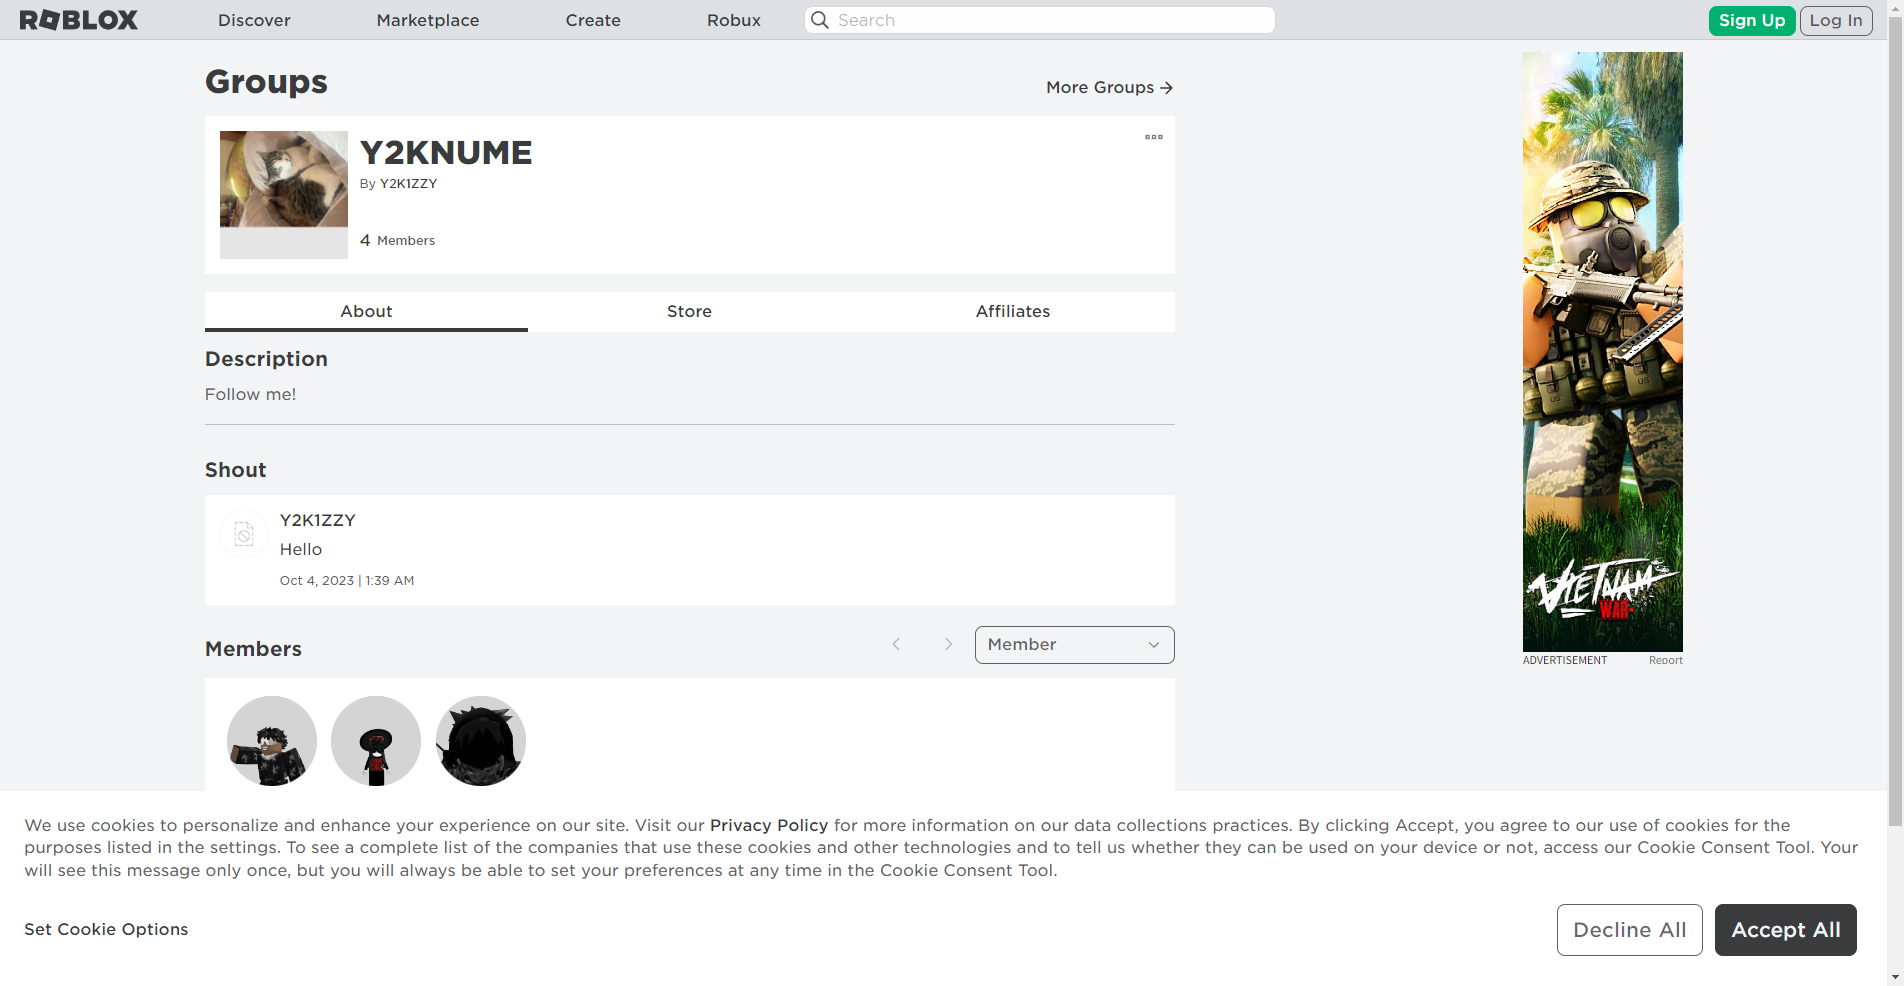 ROBLOX
Discover
Marketplace
Create
Robux
Search
Sign Up
Log In
Groups
More Groups
Y2KNUME
By Y2K1ZZY
4 Members
About
Store
Affiliates
Description
Follow me!
Shout
Y2K1ZZY
Hello
Oct 4, 2023 | 1:39 AM
Members
Member
US
US
VIETNAM
WAR
ADVERTISEMENT
Report
We use cookies to personalize and enhance your experience on our site. Visit our Privacy Policy for more information on our data collections practices. By clicking Accept, you agree to our use of cookies for the
purposes listed in the settings. To see a complete list of the companies that use these cookies and other technologies and to tell us whether they can be used on your device or not, access our Cookie Consent Tool. Your
will see this message only once, but you will always be able to set your preferences at any time in the Cookie Consent Tool.
Set Cookie Options
Decline All
Accept All